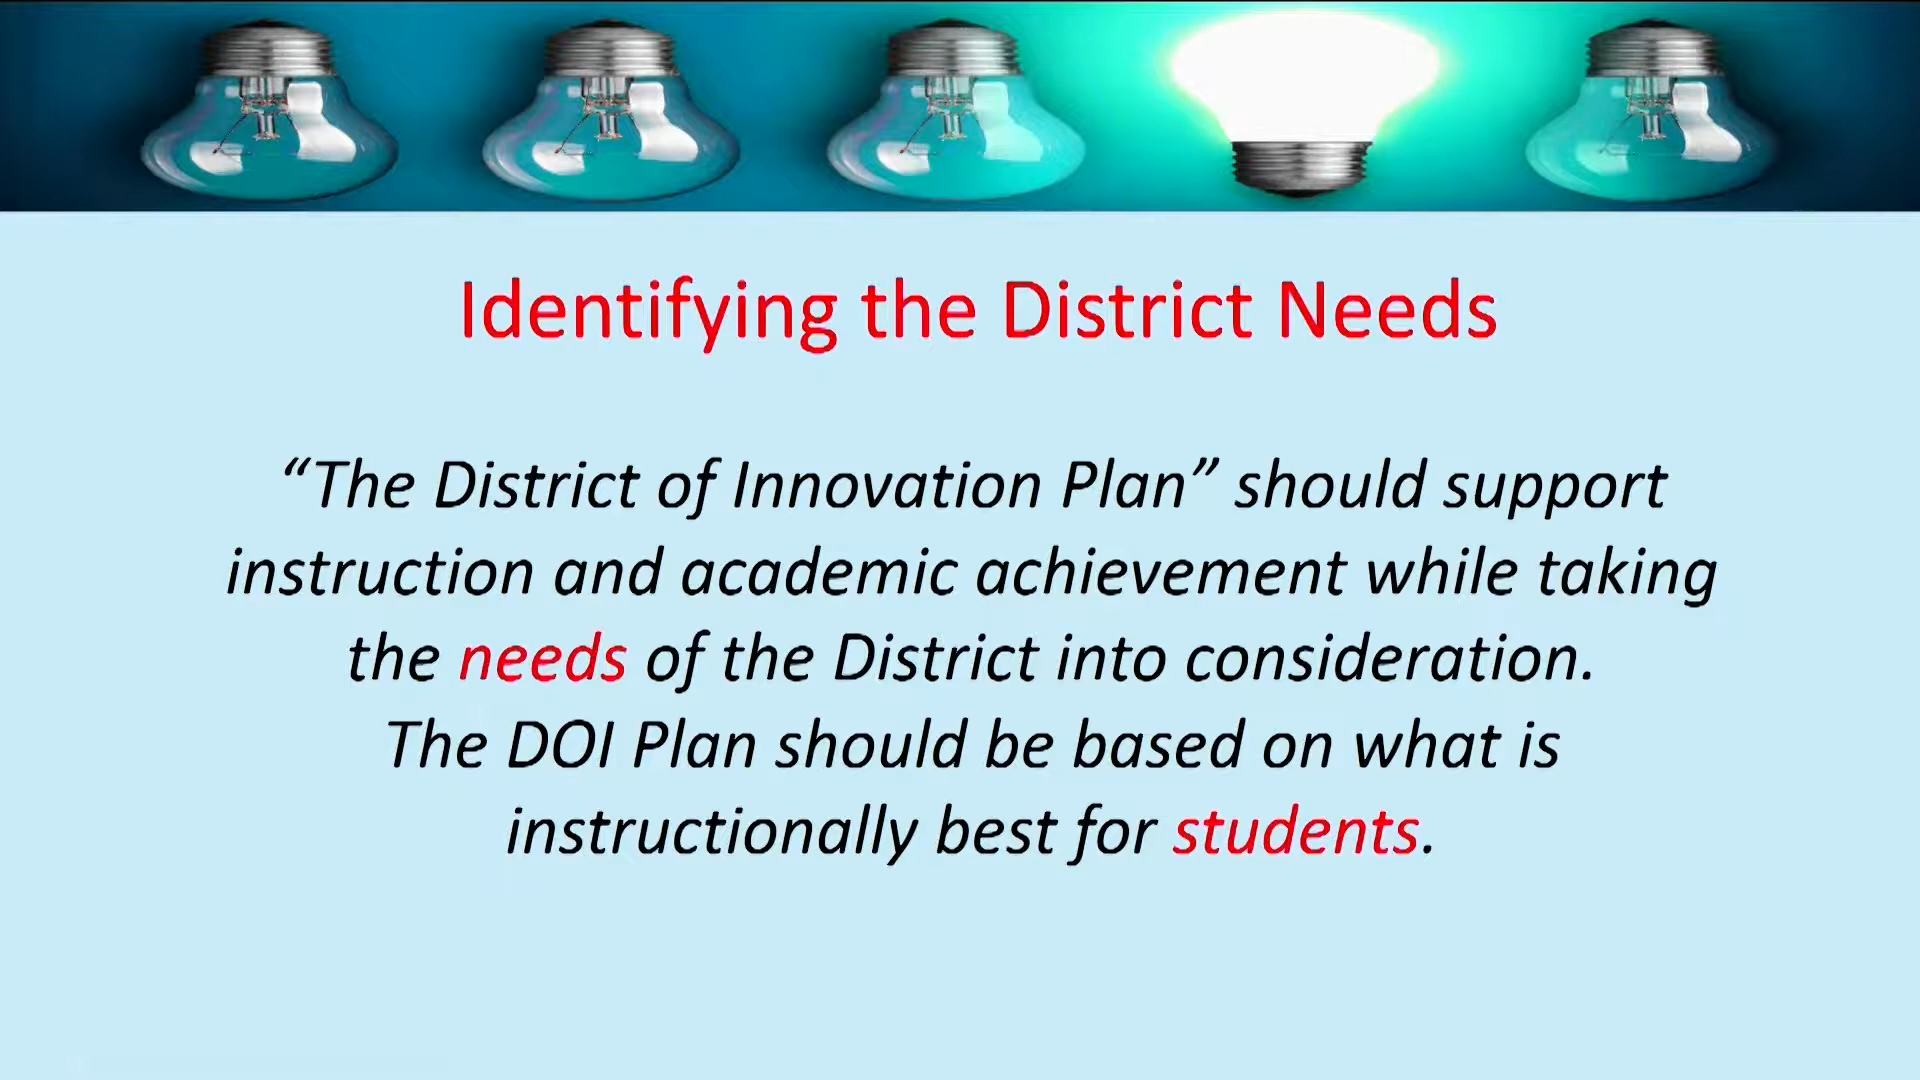 Identifying the District Needs
“The District of Innovation Plan” should support
instruction and academic achievement while taking
the needs of the District into consideration.
The DOI Plan should be based on what is
instructionally best for students.